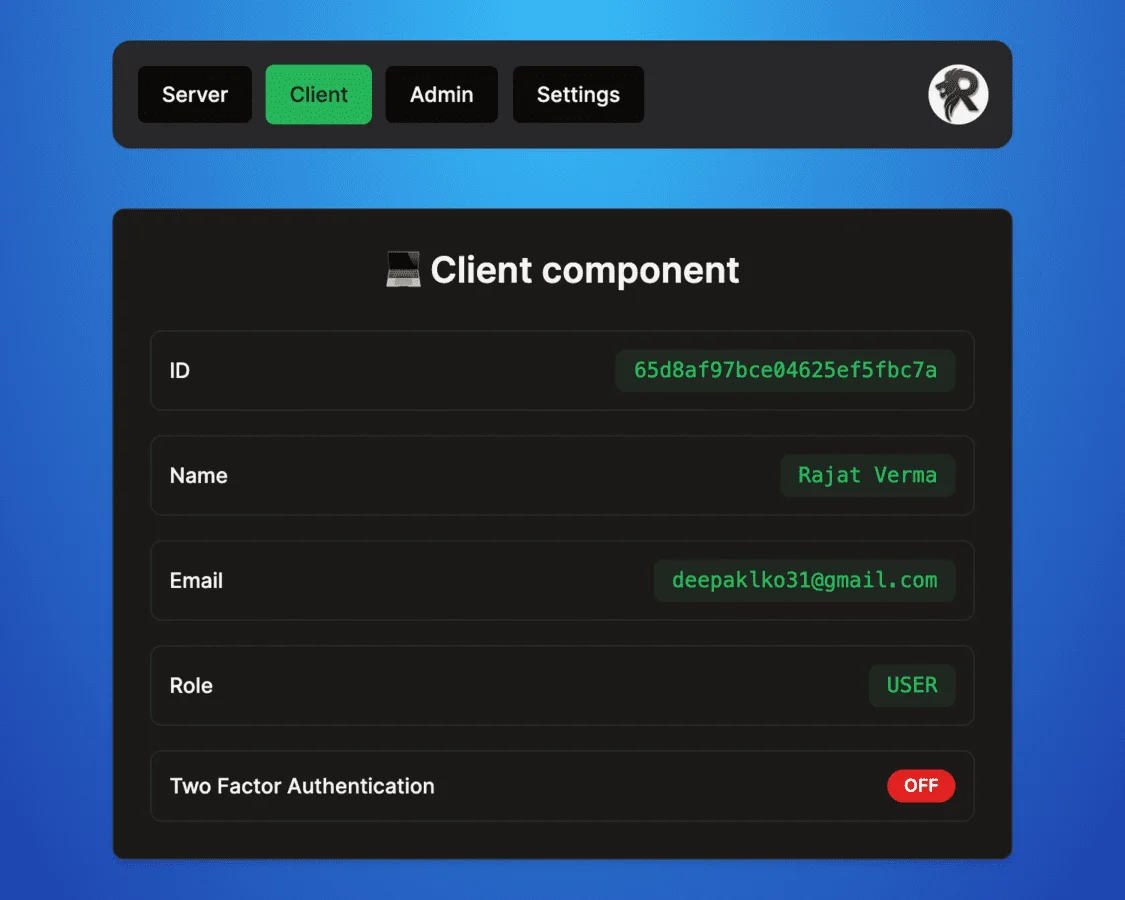 Server Client Admin Settings
Client component
ID 65d8af97bce04625ef5fbc7a
Name Rajat Verma
Email deepaklko31@gmail.com
Role USER
Two Factor Authentication OFF